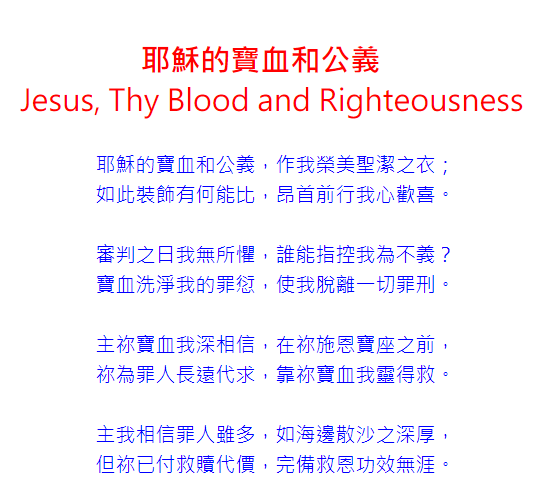 耶穌的寶血和公義
Jesus, Thy Blood and Righteousness
耶穌的寶血和公義，作我榮美聖潔之衣；
如此裝飾有何能比，昂首前行我心歡喜。
審判之日我無所懼，誰能指控我為不義？
寶血洗淨我的罪愆，使我脫離一切罪刑。
主祢寶血我深相信，在祢施恩寶座之前，
祢為罪人長遠代求，靠祢寶血我靈得救。
主我相信罪人雖多，如海邊散沙之深厚，
但祢已付救贖代價，完備救恩功效無涯。